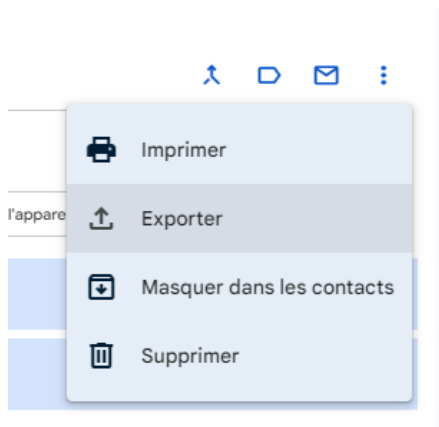 Imprimer
l'appare
Exporter
Masquer dans les contacts
Supprimer